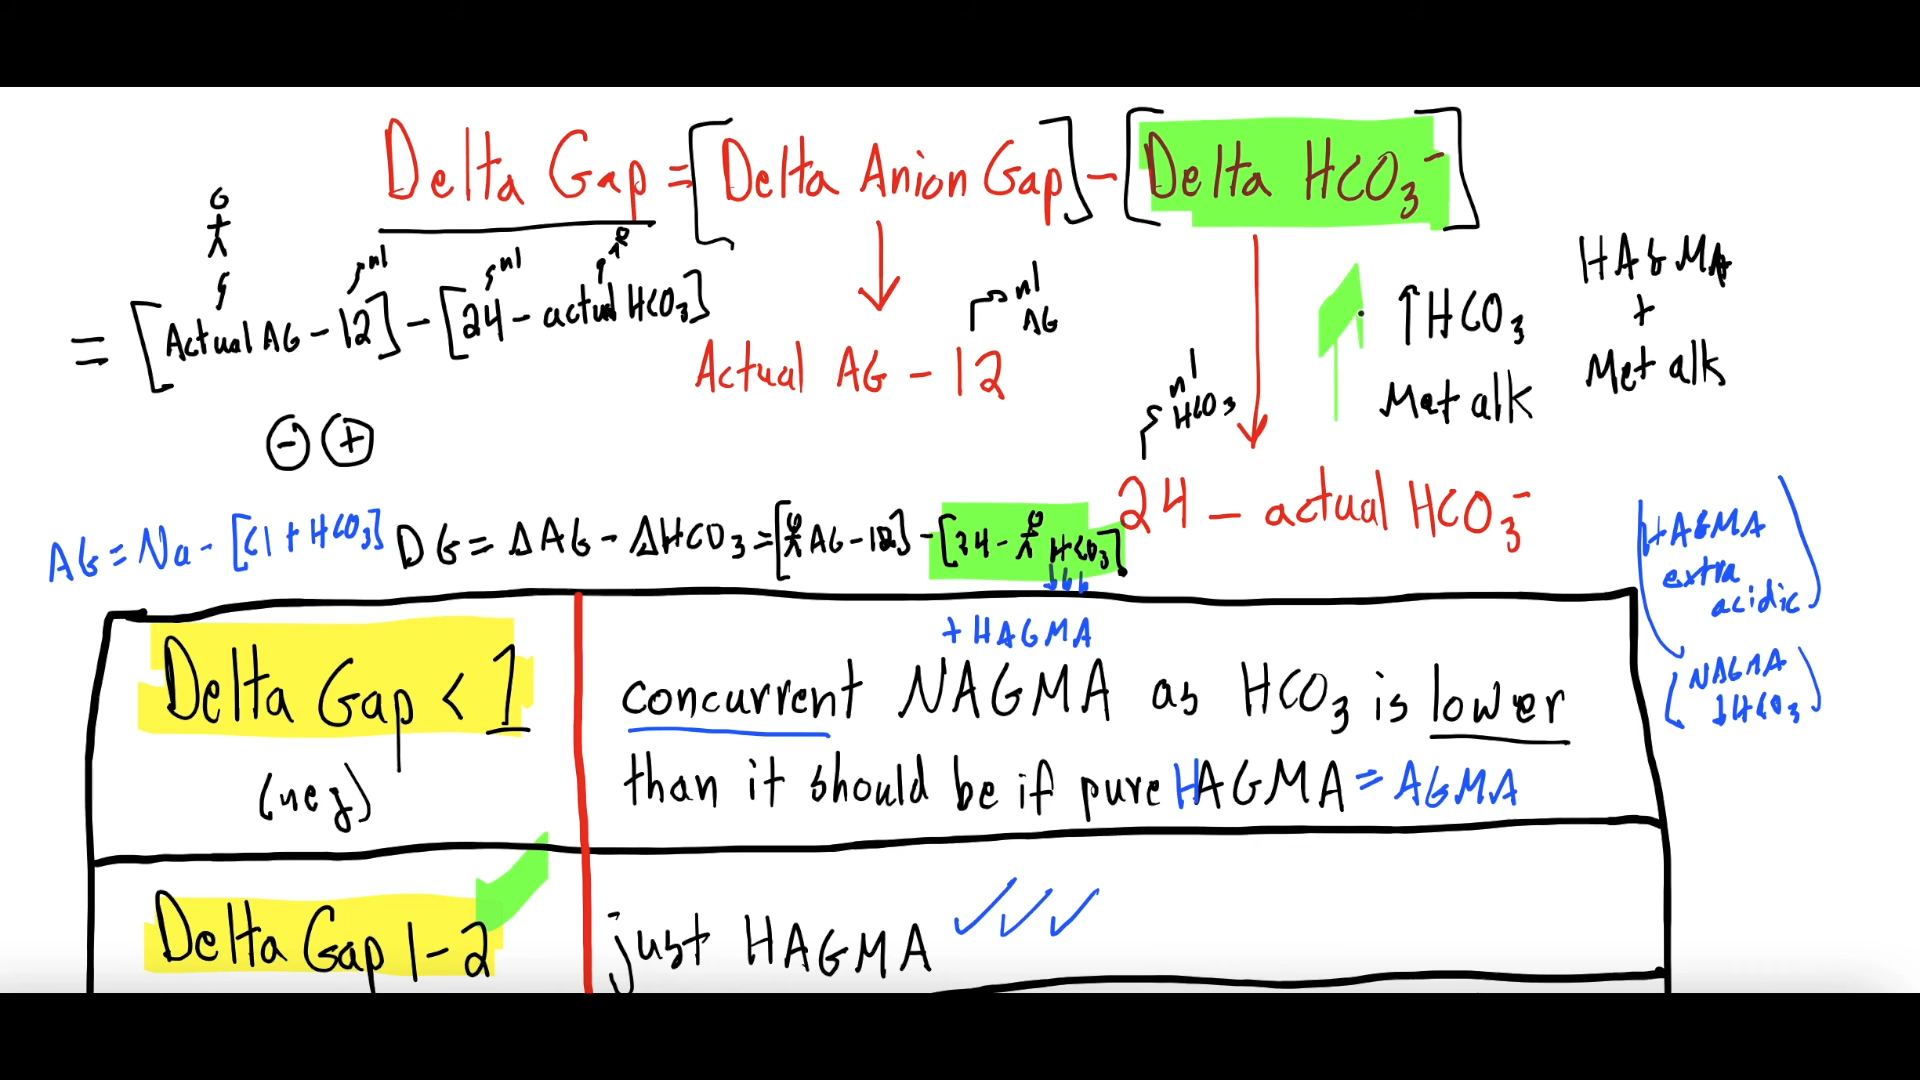 Delta Gap = [Delta Anion Gap] - [Delta HCO3-]
= [Actual AG - 12] - [24 - actual HCO3]
nl
nl
Actual AG - 12
nl
AG
↑HCO3
Met alk
HAGMA
+
Met alk
nl
HCO3
24 - actual HCO3-
- +
AG = Na - [Cl + HCO3]
DG = ΔAG - ΔHCO3 = [AG - 12] - [24 - HCO3]
↓↓↓
HAGMA
extra
acidic
NAGMA
↓HCO3
+ HAGMA
Delta Gap < 1
(neg)
concurrent NAGMA as HCO3 is lower
than it should be if pure HAGMA = AGMA
Delta Gap 1-2
just HAGMA ✓✓✓